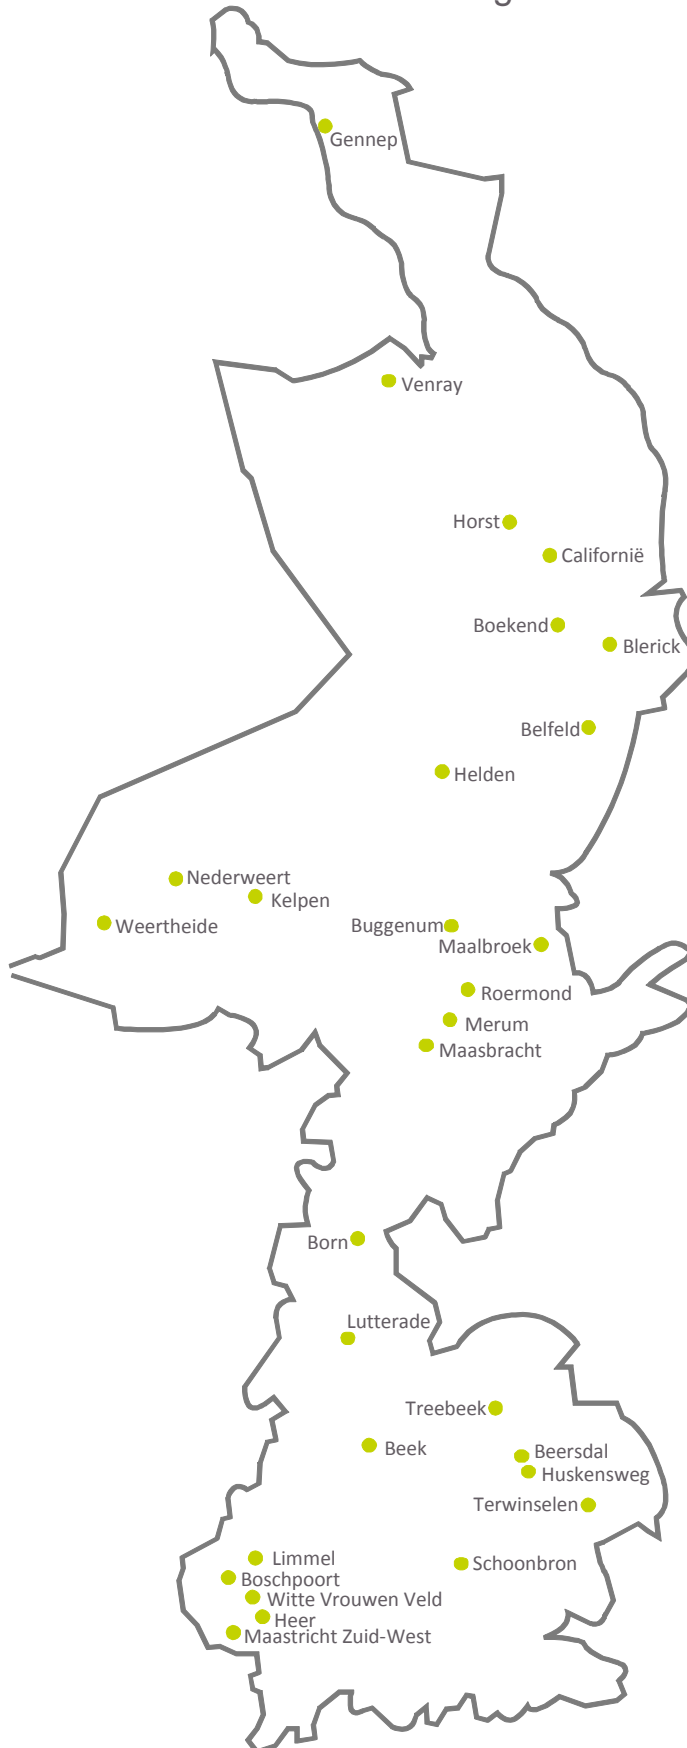 Gennep
Venray
Horst
Californië
Boekend
Blerick
Belfeld
Helden
Nederweert
Kelpen
Weertheide
Buggenum
Maalbroek
Roermond
Merum
Maasbracht
Born
Lutterade
Treebeek
Beek
Beersdal
Huskensweg
Terwinselen
Limmel
Schoonbron
Boschpoort
Witte Vrouwen Veld
Heer
Maastricht Zuid-West